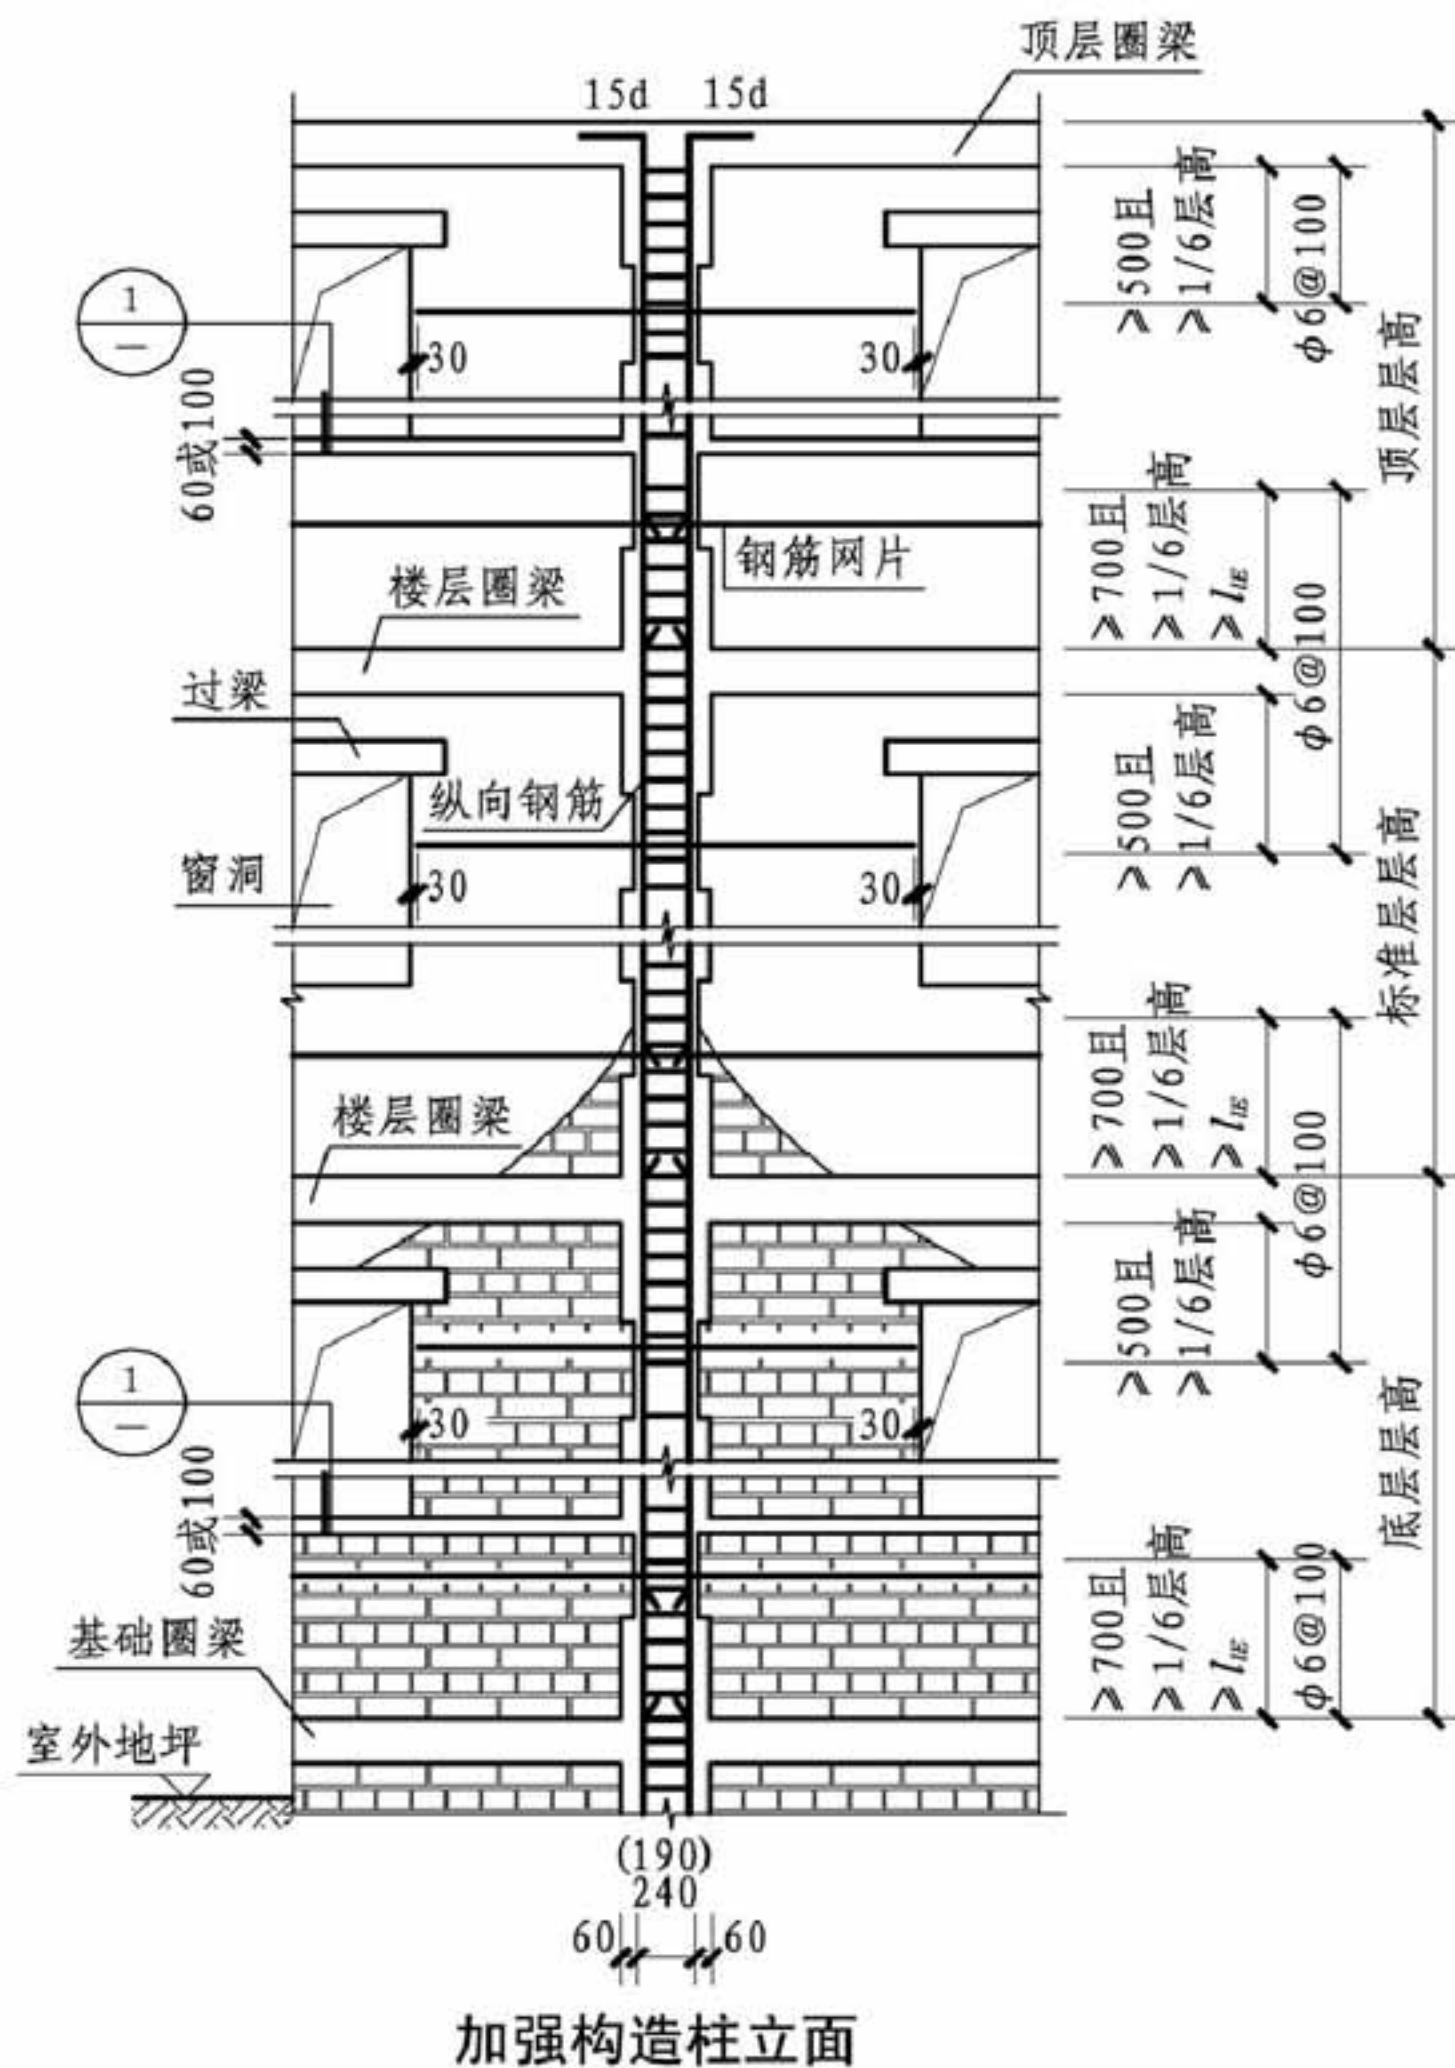 顶层圈梁
15d 15d
≥500且
≥1/6层高
ϕ6@100
顶层层高
1
—
30
30
60或100
≥700且
≥1/6层高
≥llE
钢筋网片
楼层圈梁
ϕ6@100
过梁
≥500且
≥1/6层高
纵向钢筋
窗洞
30
30
标准层层高
≥700且
≥1/6层高
≥llE
楼层圈梁
ϕ6@100
≥500且
≥1/6层高
1
—
30
30
60或100
底层层高
≥700且
≥1/6层高
≥llE
ϕ6@100
基础圈梁
室外地坪
(190)
240
60 60
加强构造柱立面